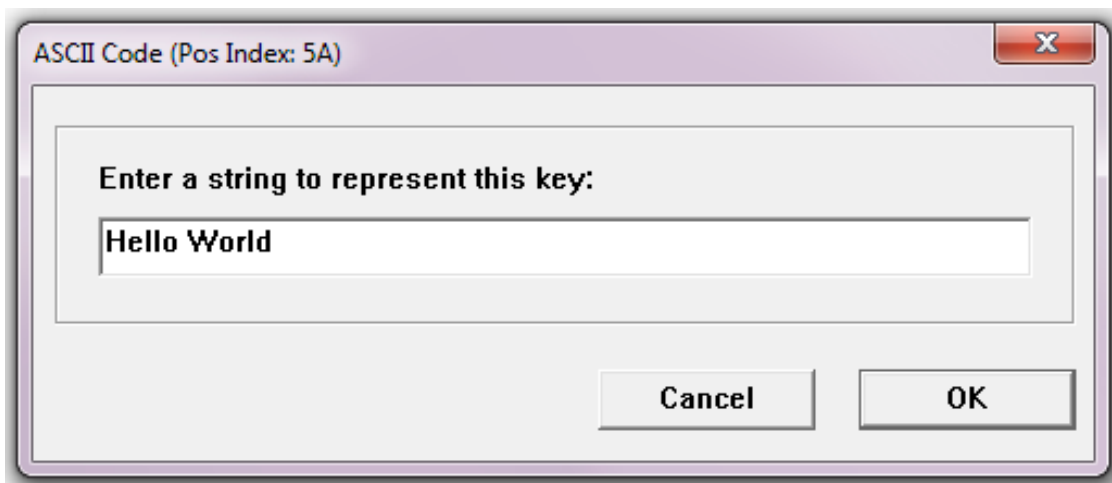 ASCII Code (Pos Index: 5A)
Enter a string to represent this key:
Hello World
Cancel OK